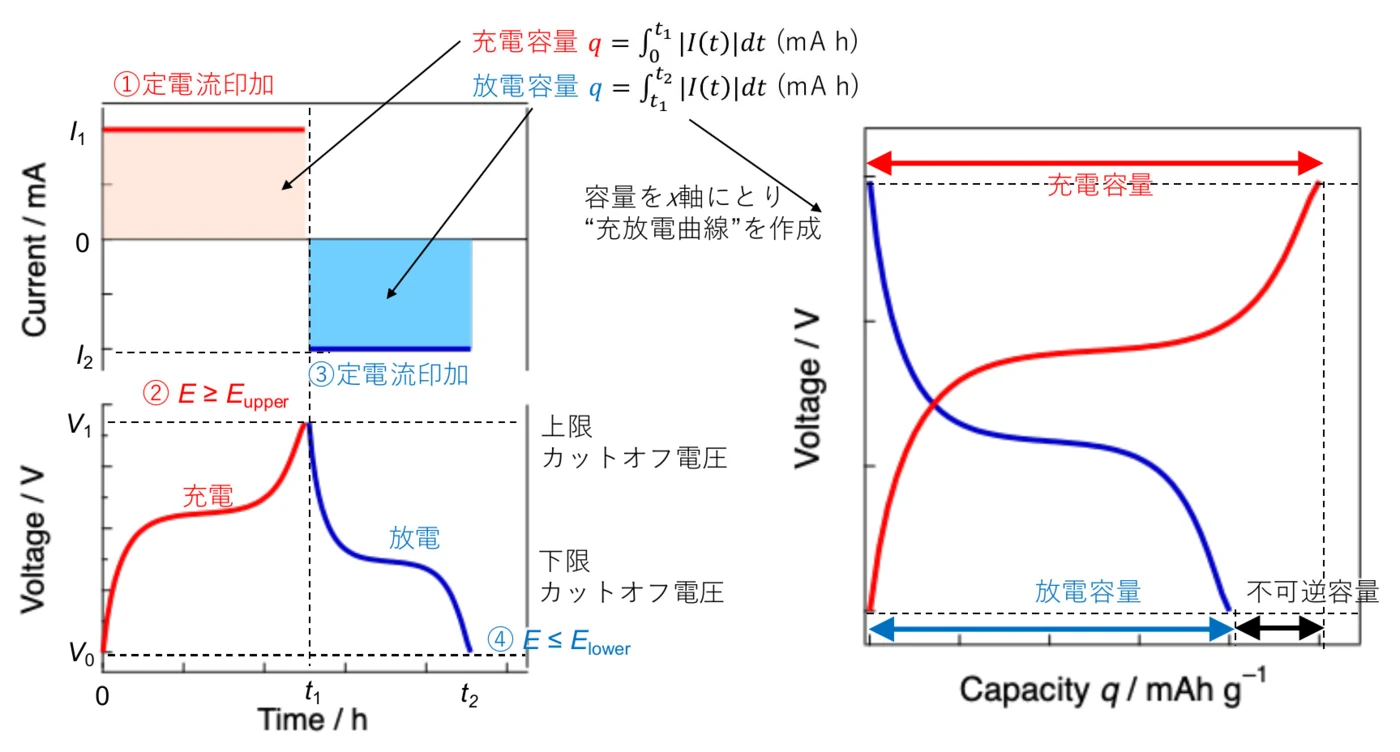 充電容量 q = ∫₀^{t₁} |I(t)|dt (mA h)
放電容量 q = ∫_{t₁}^{t₂} |I(t)|dt (mA h)
①定電流印加
I₁
0
I₂
Current / mA
③定電流印加
容量をx軸にとり
“充放電曲線”を作成
② E ≥ E_upper
V₁
V₀
Voltage / V
充電
放電
上限
カットオフ電圧
下限
カットオフ電圧
④ E ≤ E_lower
0
t₁
t₂
Time / h
充電容量
Voltage / V
放電容量
不可逆容量
Capacity q / mAh g⁻¹